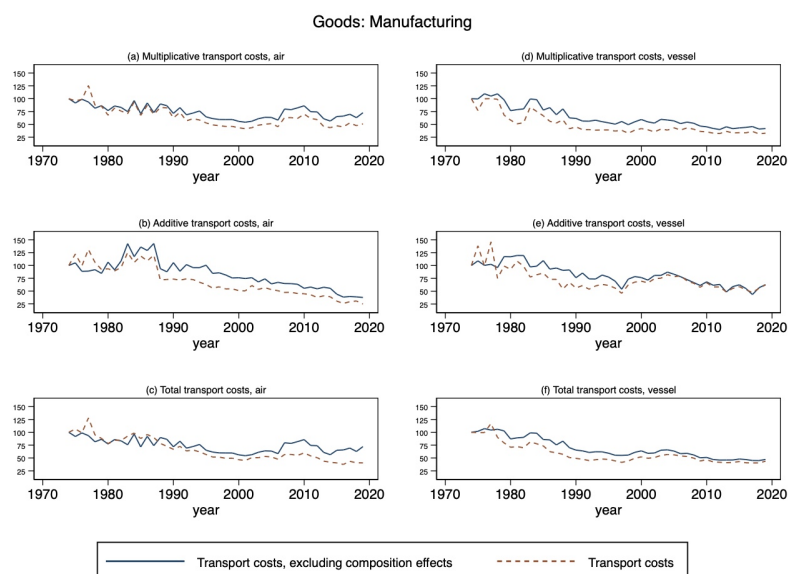 Goods: Manufacturing
(a) Multiplicative transport costs, air
150
125
100
75
50
25
1970 1980 1990 2000 2010 2020
year
(d) Multiplicative transport costs, vessel
150
125
100
75
50
25
1970 1980 1990 2000 2010 2020
year
(b) Additive transport costs, air
150
125
100
75
50
25
1970 1980 1990 2000 2010 2020
year
(e) Additive transport costs, vessel
150
125
100
75
50
25
1970 1980 1990 2000 2010 2020
year
(c) Total transport costs, air
150
125
100
75
50
25
1970 1980 1990 2000 2010 2020
year
(f) Total transport costs, vessel
150
125
100
75
50
25
1970 1980 1990 2000 2010 2020
year
Transport costs, excluding composition effects Transport costs